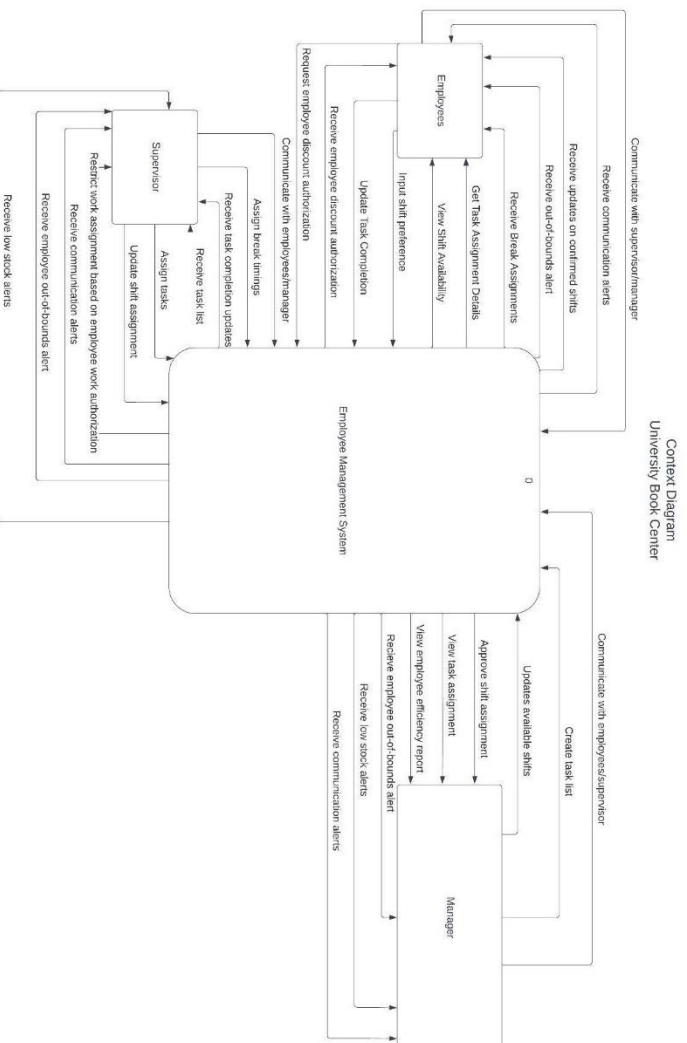 Context Diagram
University Book Center
Communicate with supervisor/manager
Receive communication alerts
Receive updates on confirmed shifts
Receive out-of-bounds alert
Receive Break Assignments
Get Task Assignment Details
View Shift Availability
Input shift preference
Update Task Completion
Receive employee discount authorization
Request employee discount authorization
Employees
Communicate with employees/manager
Assign break timings
Receive task completion updates
Receive task list
Supervisor
Assign tasks
Update shift assignment
Restrict work assignment based on employee work authorization
Receive communication alerts
Receive employee out-of-bounds alert
Receive low stock alerts
0
Employee Management System
Communicate with employees/supervisor
Create task list
Updates available shifts
Approve shift assignment
View task assignment
View employee efficiency report
Recieve employee out-of-bounds alert
Receive low stock alerts
Receive communication alerts
Manager